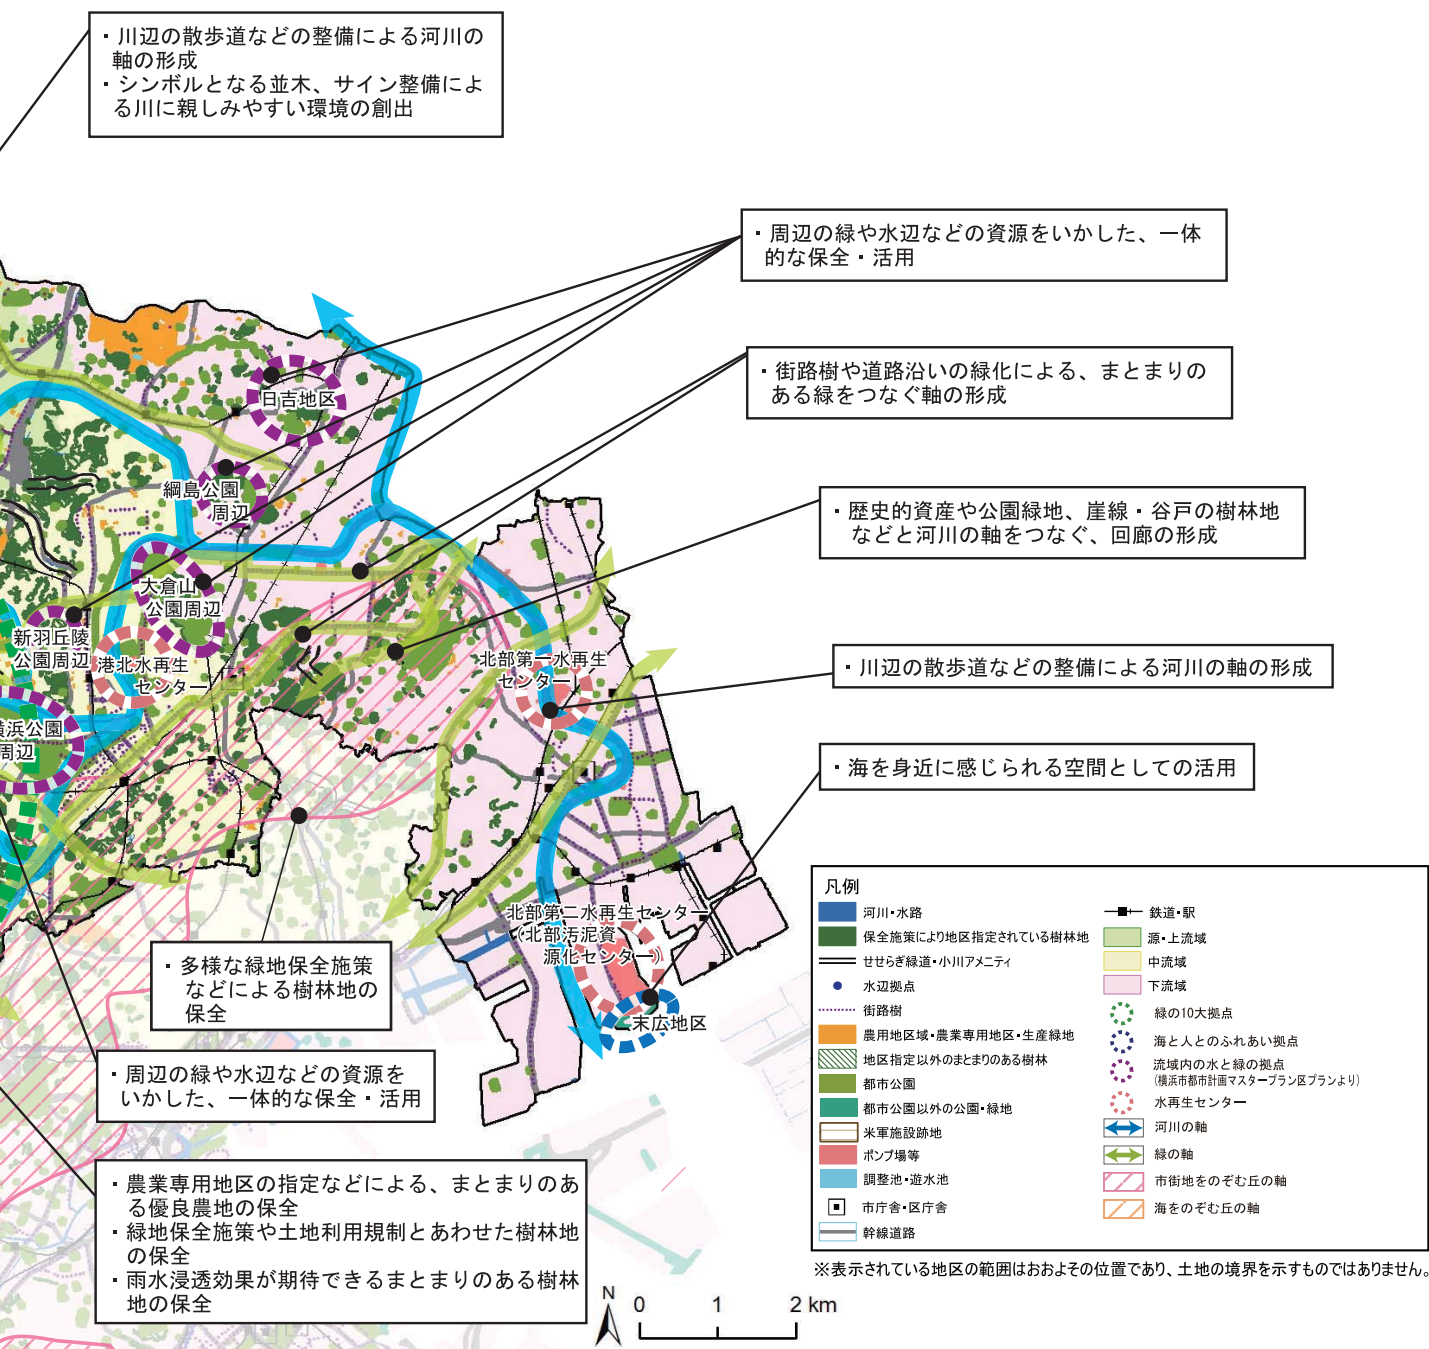 ・川辺の散歩道などの整備による河川の
軸の形成
・シンボルとなる並木、サイン整備によ
る川に親しみやすい環境の創出
・周辺の緑や水辺などの資源をいかした、一体
的な保全・活用
・街路樹や道路沿いの緑化による、まとまりの
ある緑をつなぐ軸の形成
・歴史的資産や公園緑地、崖線・谷戸の樹林地
などと河川の軸をつなぐ、回廊の形成
・川辺の散歩道などの整備による河川の軸の形成
・海を身近に感じられる空間としての活用
日吉地区
綱島公園
周辺
大倉山
公園周辺
新羽丘陵
公園周辺
港北水再生
センター
横浜公園
周辺
北部第一水再生
センター
北部第二水再生センター
(北部汚泥資
源化センター)
末広地区
・多様な緑地保全施策
などによる樹林地の
保全
・周辺の緑や水辺などの資源を
いかした、一体的な保全・活用
・農業専用地区の指定などによる、まとまりのあ
る優良農地の保全
・緑地保全施策や土地利用規制とあわせた樹林地
の保全
・雨水浸透効果が期待できるまとまりのある樹林
地の保全
凡例
河川・水路
保全施策により地区指定されている樹林地
せせらぎ緑道・小川アメニティ
水辺拠点
街路樹
農用地区域・農業専用地区・生産緑地
地区指定以外のまとまりのある樹林
都市公園
都市公園以外の公園・緑地
米軍施設跡地
ポンプ場等
調整池・遊水池
市庁舎・区庁舎
幹線道路
鉄道・駅
源・上流域
中流域
下流域
緑の10大拠点
海と人とのふれあい拠点
流域内の水と緑の拠点
(横浜市都市計画マスタープラン区プランより)
水再生センター
河川の軸
緑の軸
市街地をのぞむ丘の軸
海をのぞむ丘の軸
※表示されている地区の範囲はおおよその位置であり、土地の境界を示すものではありません。
N
0 1 2 km